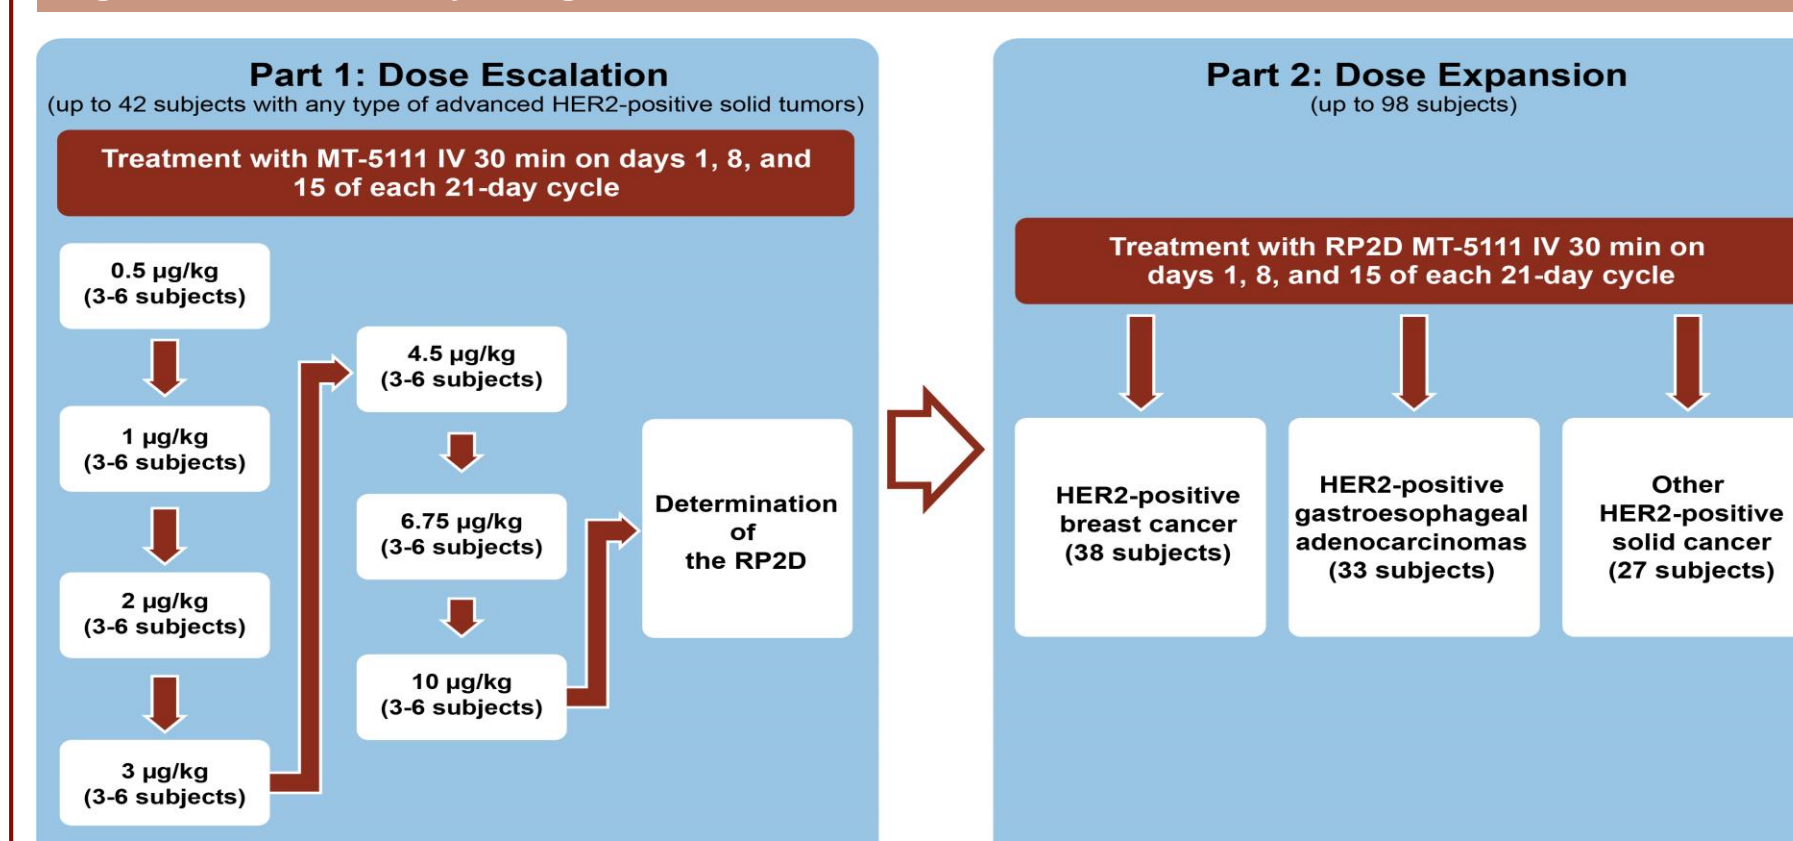 Part 1: Dose Escalation
(up to 42 subjects with any type of advanced HER2-positive solid tumors)
Treatment with MT-5111 IV 30 min on days 1, 8, and
15 of each 21-day cycle
0.5 µg/kg
(3-6 subjects)
1 µg/kg
(3-6 subjects)
2 µg/kg
(3-6 subjects)
3 µg/kg
(3-6 subjects)
4.5 µg/kg
(3-6 subjects)
6.75 µg/kg
(3-6 subjects)
10 µg/kg
(3-6 subjects)
Determination
of
the RP2D
Part 2: Dose Expansion
(up to 98 subjects)
Treatment with RP2D MT-5111 IV 30 min on
days 1, 8, and 15 of each 21-day cycle
HER2-positive
breast cancer
(38 subjects)
HER2-positive
gastroesophageal
adenocarcinomas
(33 subjects)
Other
HER2-positive
solid cancer
(27 subjects)